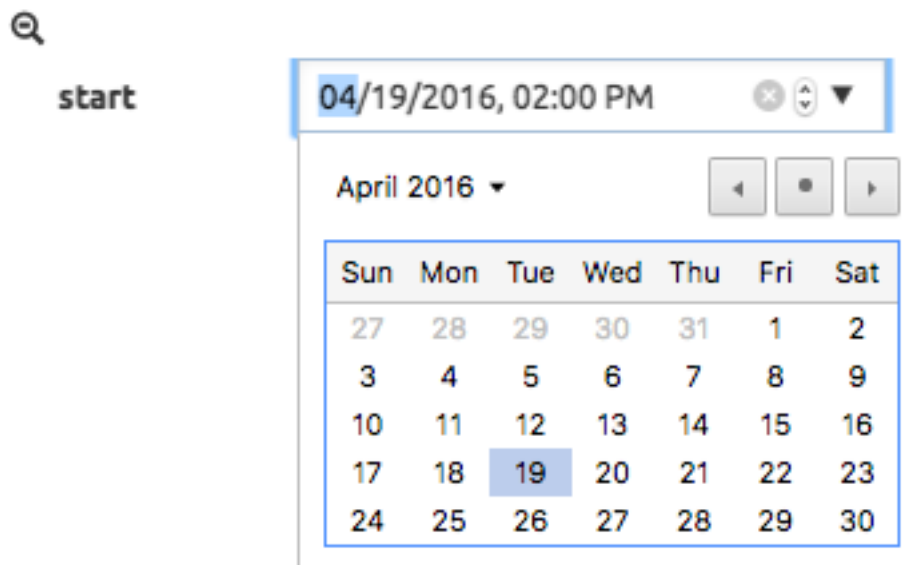 start 04/19/2016, 02:00 PM
April 2016
Sun Mon Tue Wed Thu Fri Sat
27 28 29 30 31 1 2
3 4 5 6 7 8 9
10 11 12 13 14 15 16
17 18 19 20 21 22 23
24 25 26 27 28 29 30